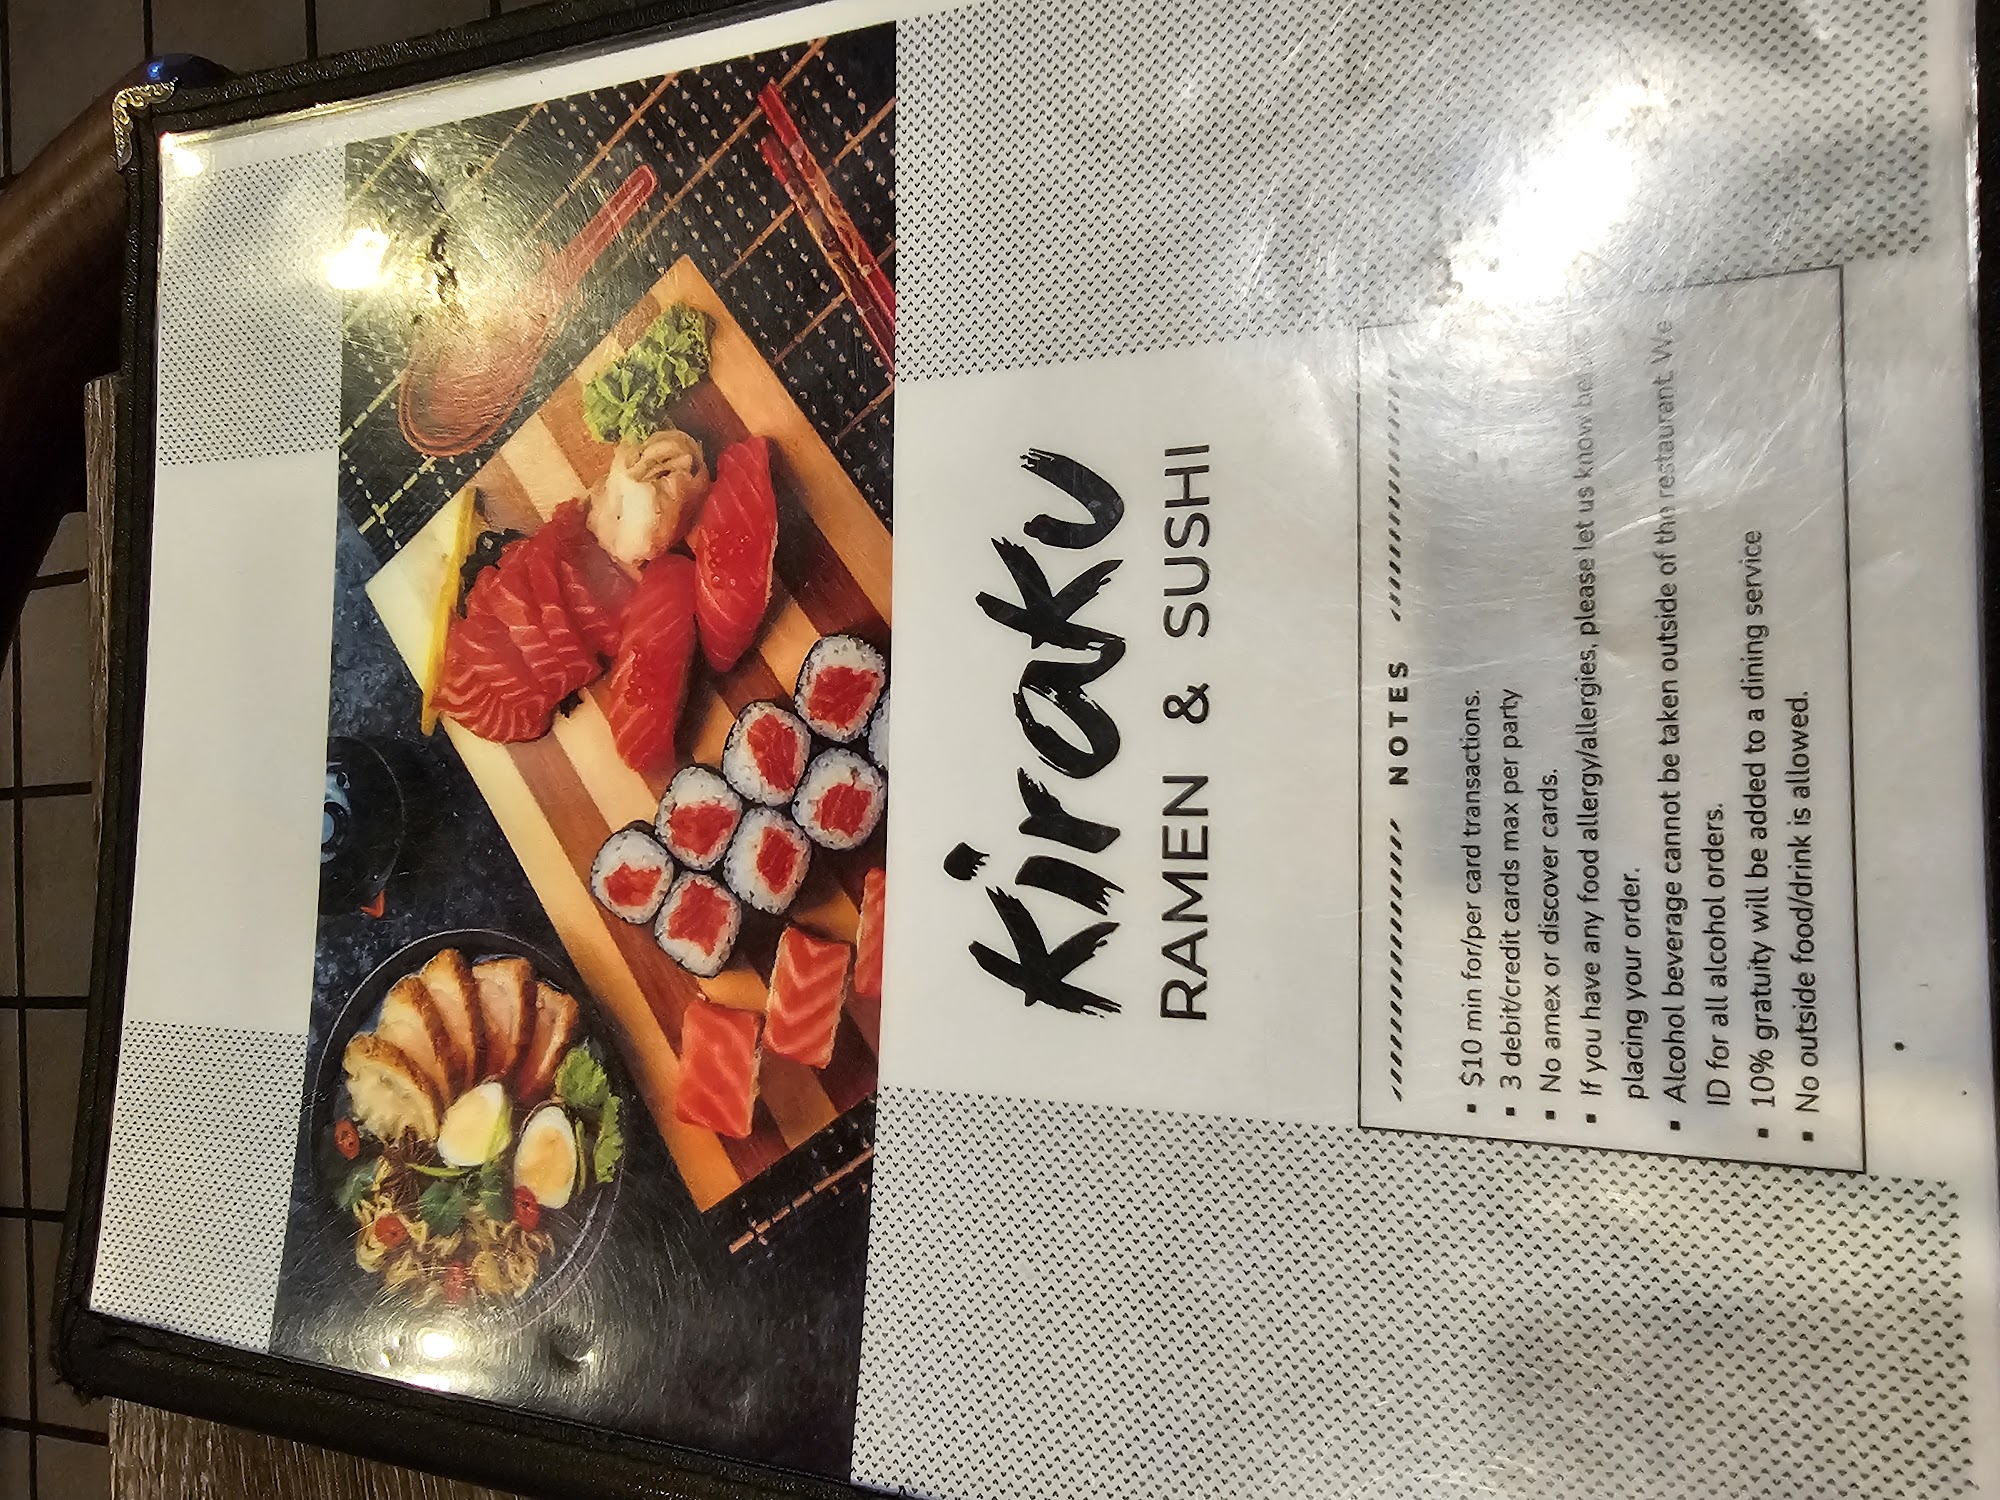 Kiraku
RAMEN & SUSHI
NOTES
▪ $10 min for/per card transactions.
▪ 3 debit/credit cards max per party
▪ No amex or discover cards.
▪ If you have any food allergy/allergies, please let us know
placing your order.
▪ Alcohol beverage cannot be taken outside of the restaurant. We
ID for all alcohol orders.
▪ 10% gratuity will be added to a dining service
▪ No outside food/drink is allowed.